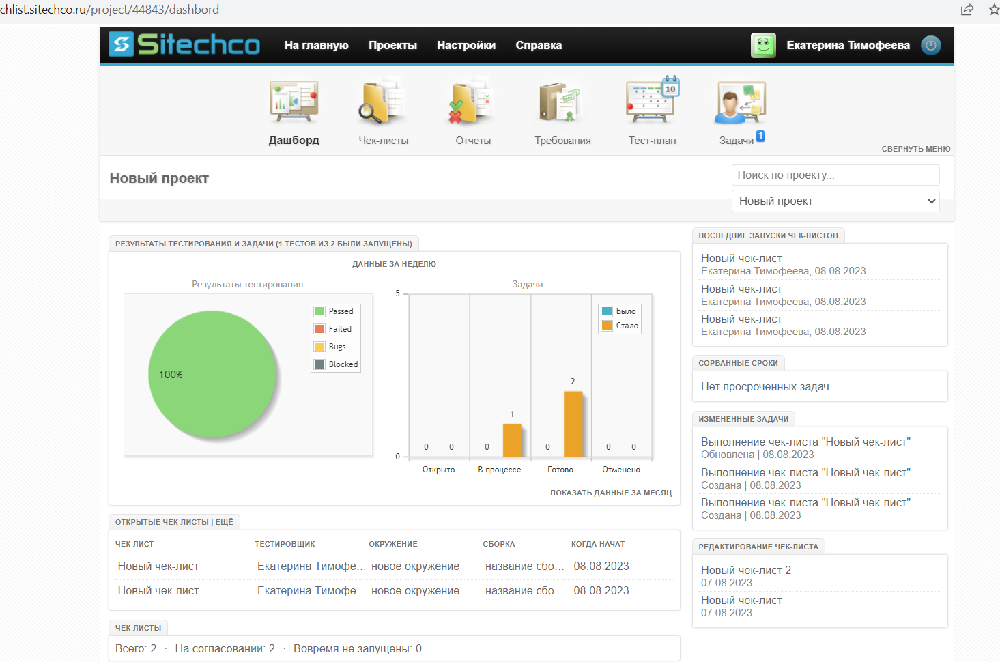 chlist.sitechco.ru/project/44843/dashbord
Sitechco
На главную
Проекты
Настройки
Справка
Екатерина Тимофеева
10
Дашборд
Чек-листы
Отчеты
Требования
Тест-план
Задачи 1
СВЕРНУТЬ МЕНЮ
Новый проект
Поиск по проекту...
Новый проект
РЕЗУЛЬТАТЫ ТЕСТИРОВАНИЯ И ЗАДАЧИ (1 ТЕСТОВ ИЗ 2 БЫЛИ ЗАПУЩЕНЫ)
ДАННЫЕ ЗА НЕДЕЛЮ
Результаты тестирования
100%
Passed
Failed
Bugs
Blocked
Задачи
5
0
Было
Стало
0 0 0 1 0 2 0 0
Открыто В процессе Готово Отменено
ПОКАЗАТЬ ДАННЫЕ ЗА МЕСЯЦ
ОТКРЫТЫЕ ЧЕК-ЛИСТЫ | ЕЩЁ
ЧЕК-ЛИСТ ТЕСТИРОВЩИК ОКРУЖЕНИЕ СБОРКА КОГДА НАЧАТ
Новый чек-лист Екатерина Тимофе... новое окружение название сбо... 08.08.2023
Новый чек-лист Екатерина Тимофе... новое окружение название сбо... 08.08.2023
ЧЕК-ЛИСТЫ
Всего: 2 · На согласовании: 2 · Вовремя не запущены: 0
ПОСЛЕДНИЕ ЗАПУСКИ ЧЕК-ЛИСТОВ
Новый чек-лист
Екатерина Тимофеева, 08.08.2023
Новый чек-лист
Екатерина Тимофеева, 08.08.2023
Новый чек-лист
Екатерина Тимофеева, 08.08.2023
СОРВАННЫЕ СРОКИ
Нет просроченных задач
ИЗМЕНЕННЫЕ ЗАДАЧИ
Выполнение чек-листа "Новый чек-лист"
Обновлена | 08.08.2023
Выполнение чек-листа "Новый чек-лист"
Создана | 08.08.2023
Выполнение чек-листа "Новый чек-лист"
Создана | 08.08.2023
РЕДАКТИРОВАНИЕ ЧЕК-ЛИСТА
Новый чек-лист 2
07.08.2023
Новый чек-лист
07.08.2023